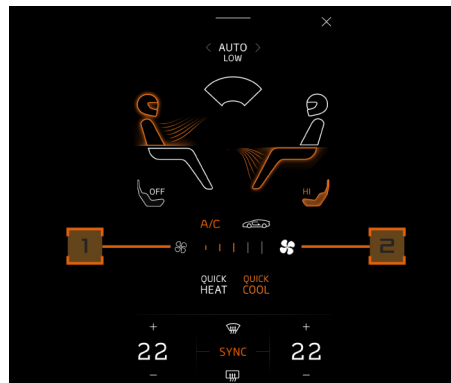 AUTO
LOW
OFF
HI
A/C
1
2
QUICK
HEAT
QUICK
COOL
+
+
22
SYNC
22
-
-